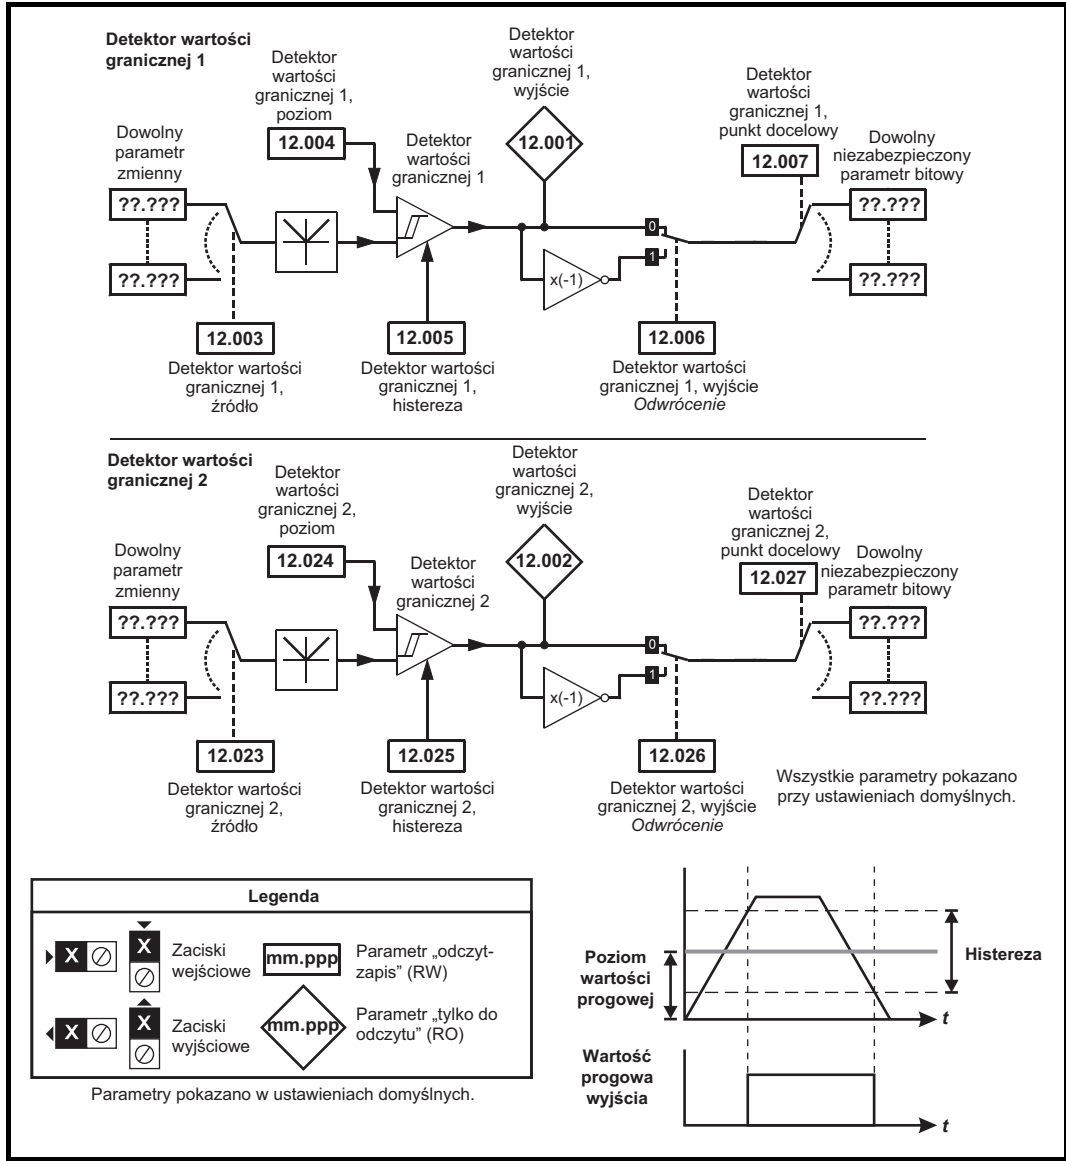 Detektor wartości
granicznej 1
Detektor
wartości
granicznej 1,
poziom
12.004
Detektor
wartości
granicznej 1,
wyjście
12.001
Detektor
wartości
granicznej 1,
punkt docelowy
12.007
Dowolny
parametr
zmienny
??.???
??.???
Detektor
wartości
granicznej 1
Dowolny
niezabezpieczony
parametr bitowy
??.???
??.???
0
1
x(-1)
12.003
Detektor wartości
granicznej 1,
źródło
12.005
Detektor wartości
granicznej 1,
histereza
12.006
Detektor wartości
granicznej 1, wyjście
Odwrócenie
Detektor wartości
granicznej 2
Detektor
wartości
granicznej 2,
poziom
12.024
Detektor
wartości
granicznej 2,
wyjście
12.002
Detektor
wartości
granicznej 2,
punkt docelowy
12.027
Dowolny
parametr
zmienny
??.???
??.???
Detektor
wartości
granicznej 2
Dowolny
niezabezpieczony
parametr bitowy
??.???
??.???
0
1
x(-1)
12.023
Detektor wartości
granicznej 2,
źródło
12.025
Detektor wartości
granicznej 2,
histereza
12.026
Detektor wartości
granicznej 2, wyjście
Odwrócenie
Wszystkie parametry pokazano
przy ustawieniach domyślnych.
Legenda
X
X
Zaciski
wejściowe
mm.ppp
Parametr „odczyt-
zapis” (RW)
X
X
Zaciski
wyjściowe
mm.ppp
Parametr „tylko do
odczytu” (RO)
Parametry pokazano w ustawieniach domyślnych.
Poziom
wartości
progowej
Histereza
t
Wartość
progowa
wyjścia
t